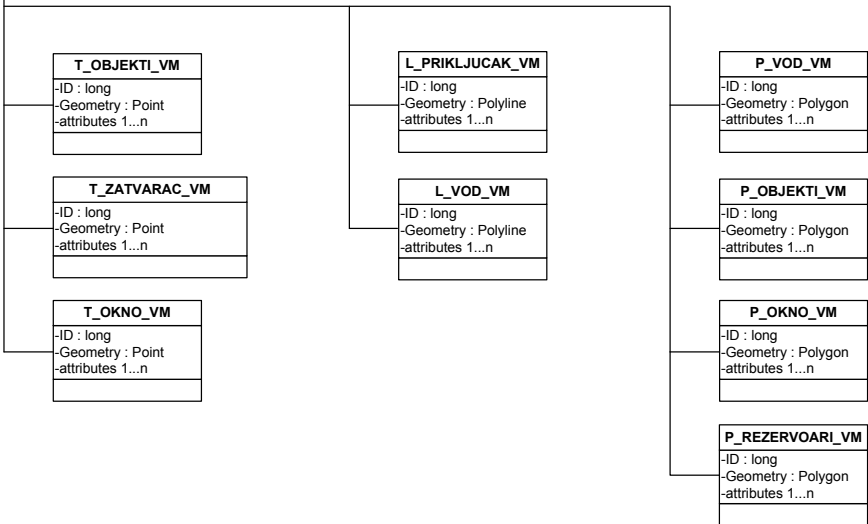 T_OBJEKTI_VM
-ID : long
-Geometry : Point
-attributes 1...n
T_ZATVARAC_VM
-ID : long
-Geometry : Point
-attributes 1...n
T_OKNO_VM
-ID : long
-Geometry : Point
-attributes 1...n
L_PRIKLJUCAK_VM
-ID : long
-Geometry : Polyline
-attributes 1...n
L_VOD_VM
-ID : long
-Geometry : Polyline
-attributes 1...n
P_VOD_VM
-ID : long
-Geometry : Polygon
-attributes 1...n
P_OBJEKTI_VM
-ID : long
-Geometry : Polygon
-attributes 1...n
P_OKNO_VM
-ID : long
-Geometry : Polygon
-attributes 1...n
P_REZERVOARI_VM
-ID : long
-Geometry : Polygon
-attributes 1...n